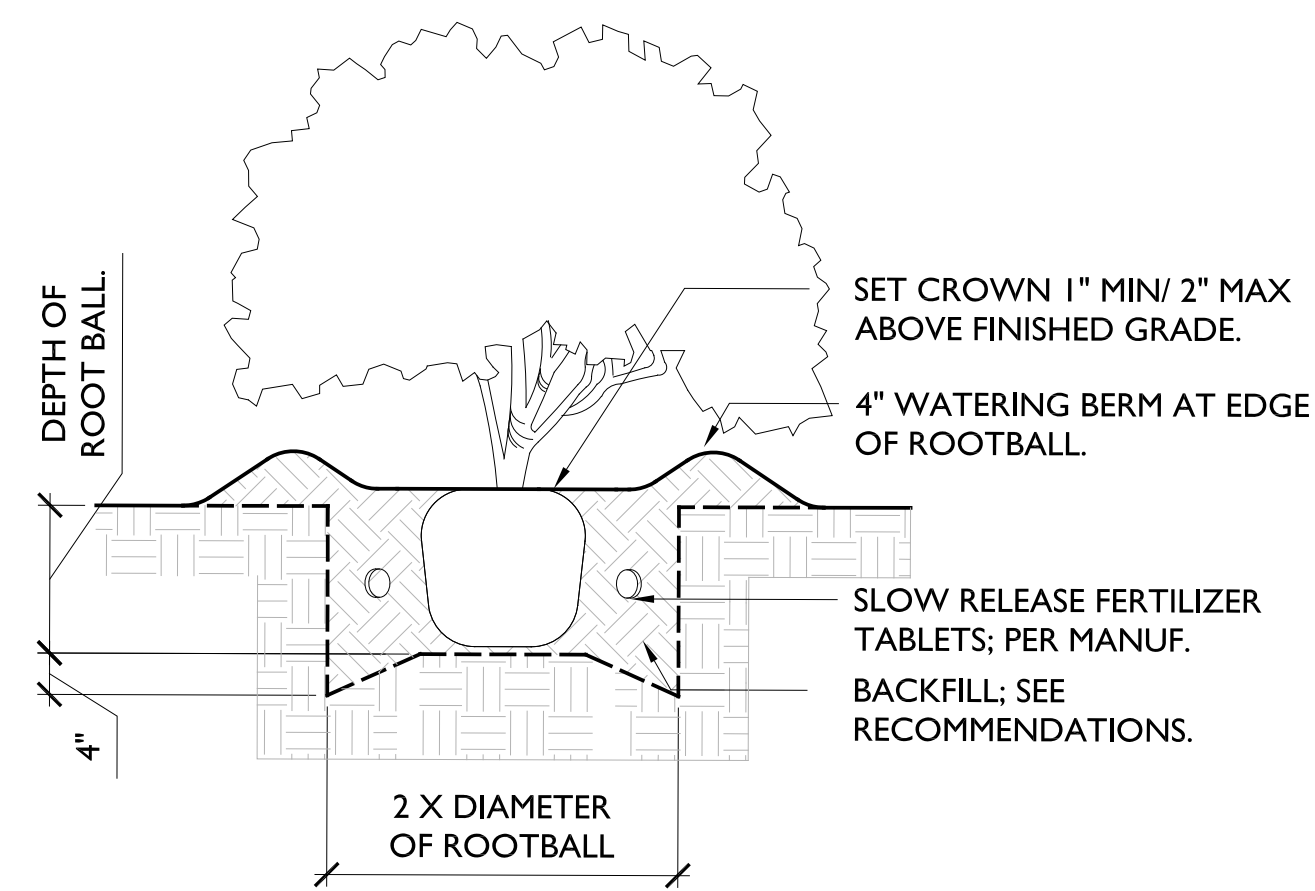 DEPTH OF
ROOT BALL.
SET CROWN 1" MIN/ 2" MAX
ABOVE FINISHED GRADE.
4" WATERING BERM AT EDGE
OF ROOTBALL.
SLOW RELEASE FERTILIZER
TABLETS; PER MANUF.
BACKFILL; SEE
RECOMMENDATIONS.
4"
2 X DIAMETER
OF ROOTBALL